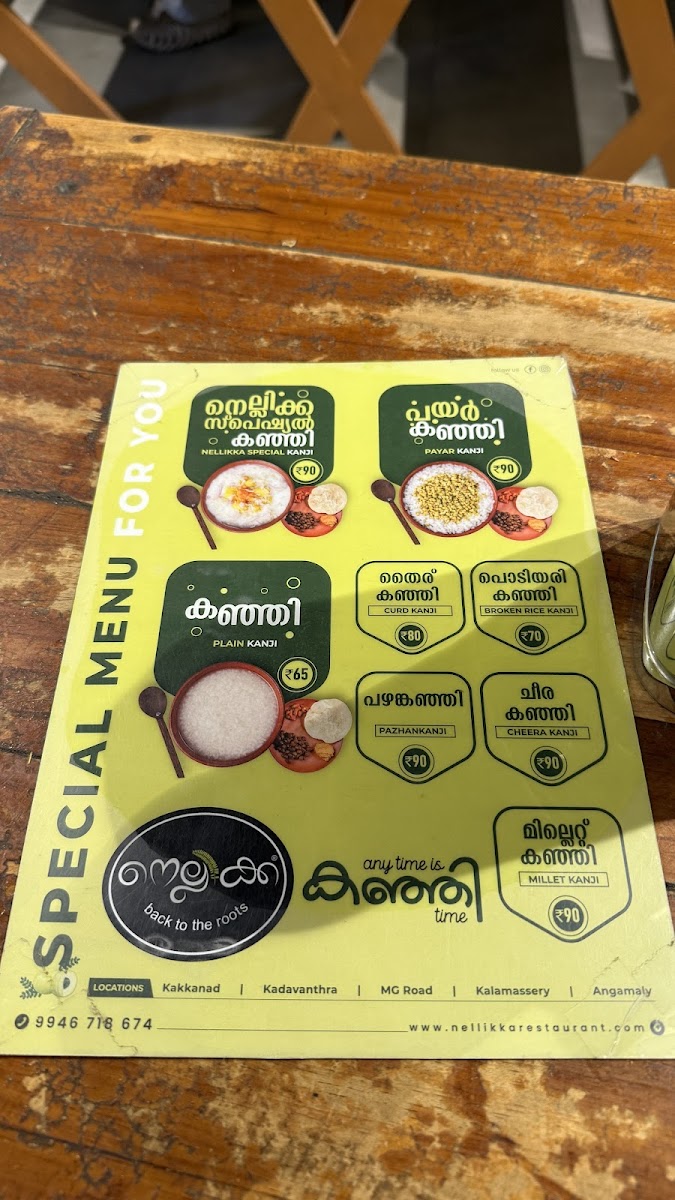 Follow us
SPECIAL MENU FOR YOU
നെല്ലിക്ക
സ്പെഷ്യൽ
കഞ്ഞി
NELLIKKA SPECIAL KANJI
₹90
പയർ
കഞ്ഞി
PAYAR KANJI
₹90
കഞ്ഞി
PLAIN KANJI
₹65
തൈര്
കഞ്ഞി
CURD KANJI
₹80
പൊടിയരി
കഞ്ഞി
BROKEN RICE KANJI
₹70
പഴങ്കഞ്ഞി
PAZHANKANJI
₹90
ചീര
കഞ്ഞി
CHEERA KANJI
₹90
നെല്ലിക്ക
back to the roots
any time is
കഞ്ഞി
time
മില്ലെറ്റ്
കഞ്ഞി
MILLET KANJI
₹90
LOCATIONS Kakkanad | Kadavanthra | MG Road | Kalamassery | Angamaly
9946 718 674 www.nellikkarestaurant.com